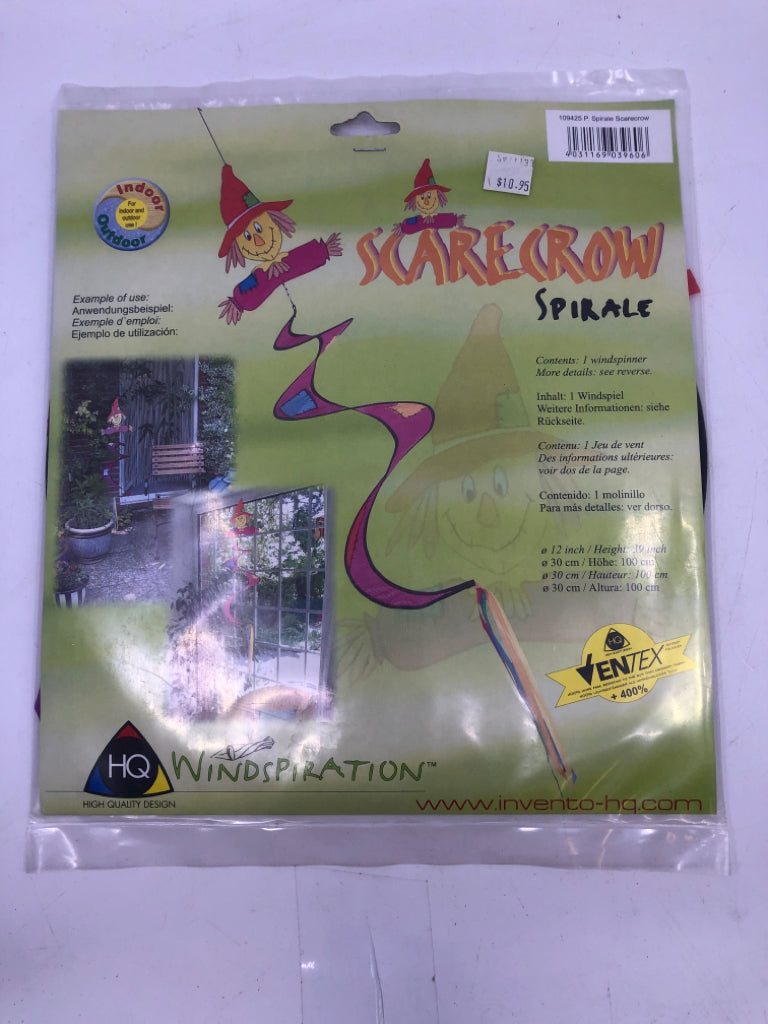 109425 P. Spirale Scarecrow
4 031169 039606
$10.95
Indoor
For
indoor and
outdoor
use !
Outdoor
SCARECROW
SPIRALE
Example of use:
Anwendungsbeispiel:
Exemple d`emploi:
Ejemplo de utilización:
Contents: 1 windspinner
More details: see reverse.
Inhalt: 1 Windspiel
Weitere Informationen: siehe
Rückseite.
Contenu: 1 Jeu de vent
Des informations ultérieures:
voir dos de la page.
Contenido: 1 molinillo
Para más detalles: ver dorso.
ø 12 inch / Height: 39 inch
ø 30 cm / Höhe: 100 cm
ø 30 cm / Hauteur: 100 cm
ø 30 cm / Altura: 100 cm
HQ
VENTEX
+ 400%
HQ
WINDSPIRATION™
HIGH QUALITY DESIGN
www.invento-hq.com